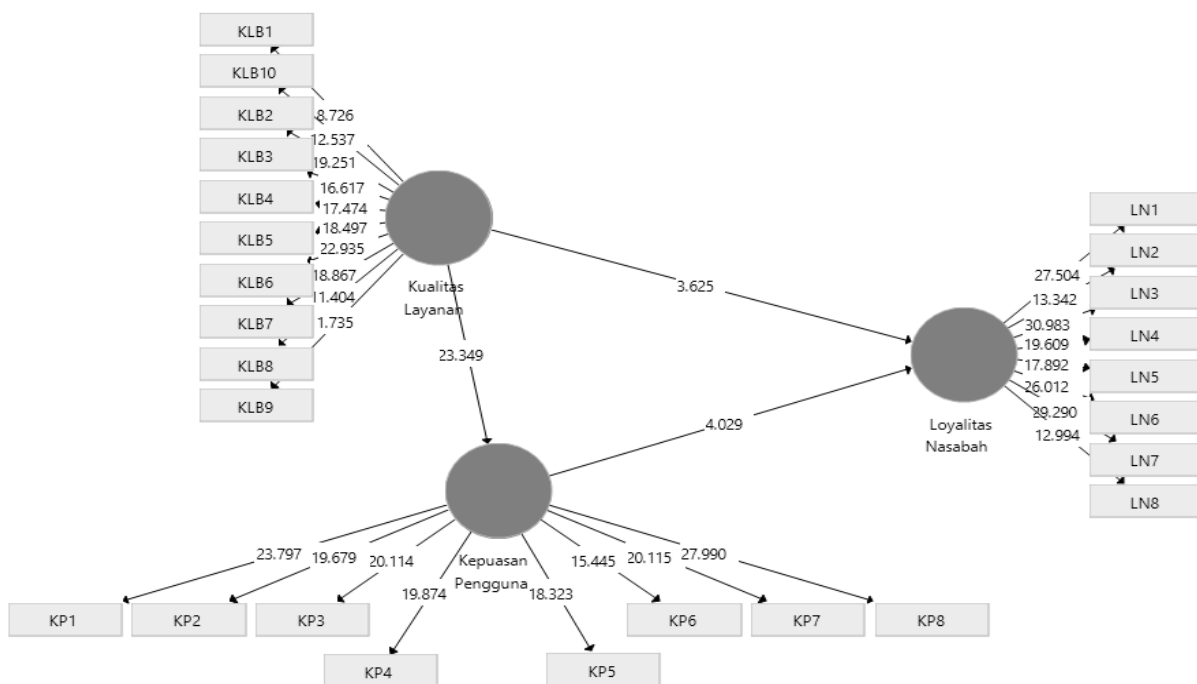 KLB1
KLB10
KLB2
KLB3
KLB4
KLB5
KLB6
KLB7
KLB8
KLB9
8.726
12.537
19.251
16.617
17.474
18.497
22.935
18.867
11.404
1.735
Kualitas
Layanan
3.625
23.349
4.029
LN1
LN2
LN3
LN4
LN5
LN6
LN7
LN8
27.504
13.342
30.983
19.609
17.892
26.012
29.290
12.994
Loyalitas
Nasabah
Kepuasan
Pengguna
23.797
19.679
20.114
19.874
18.323
15.445
20.115
27.990
KP1
KP2
KP3
KP4
KP5
KP6
KP7
KP8